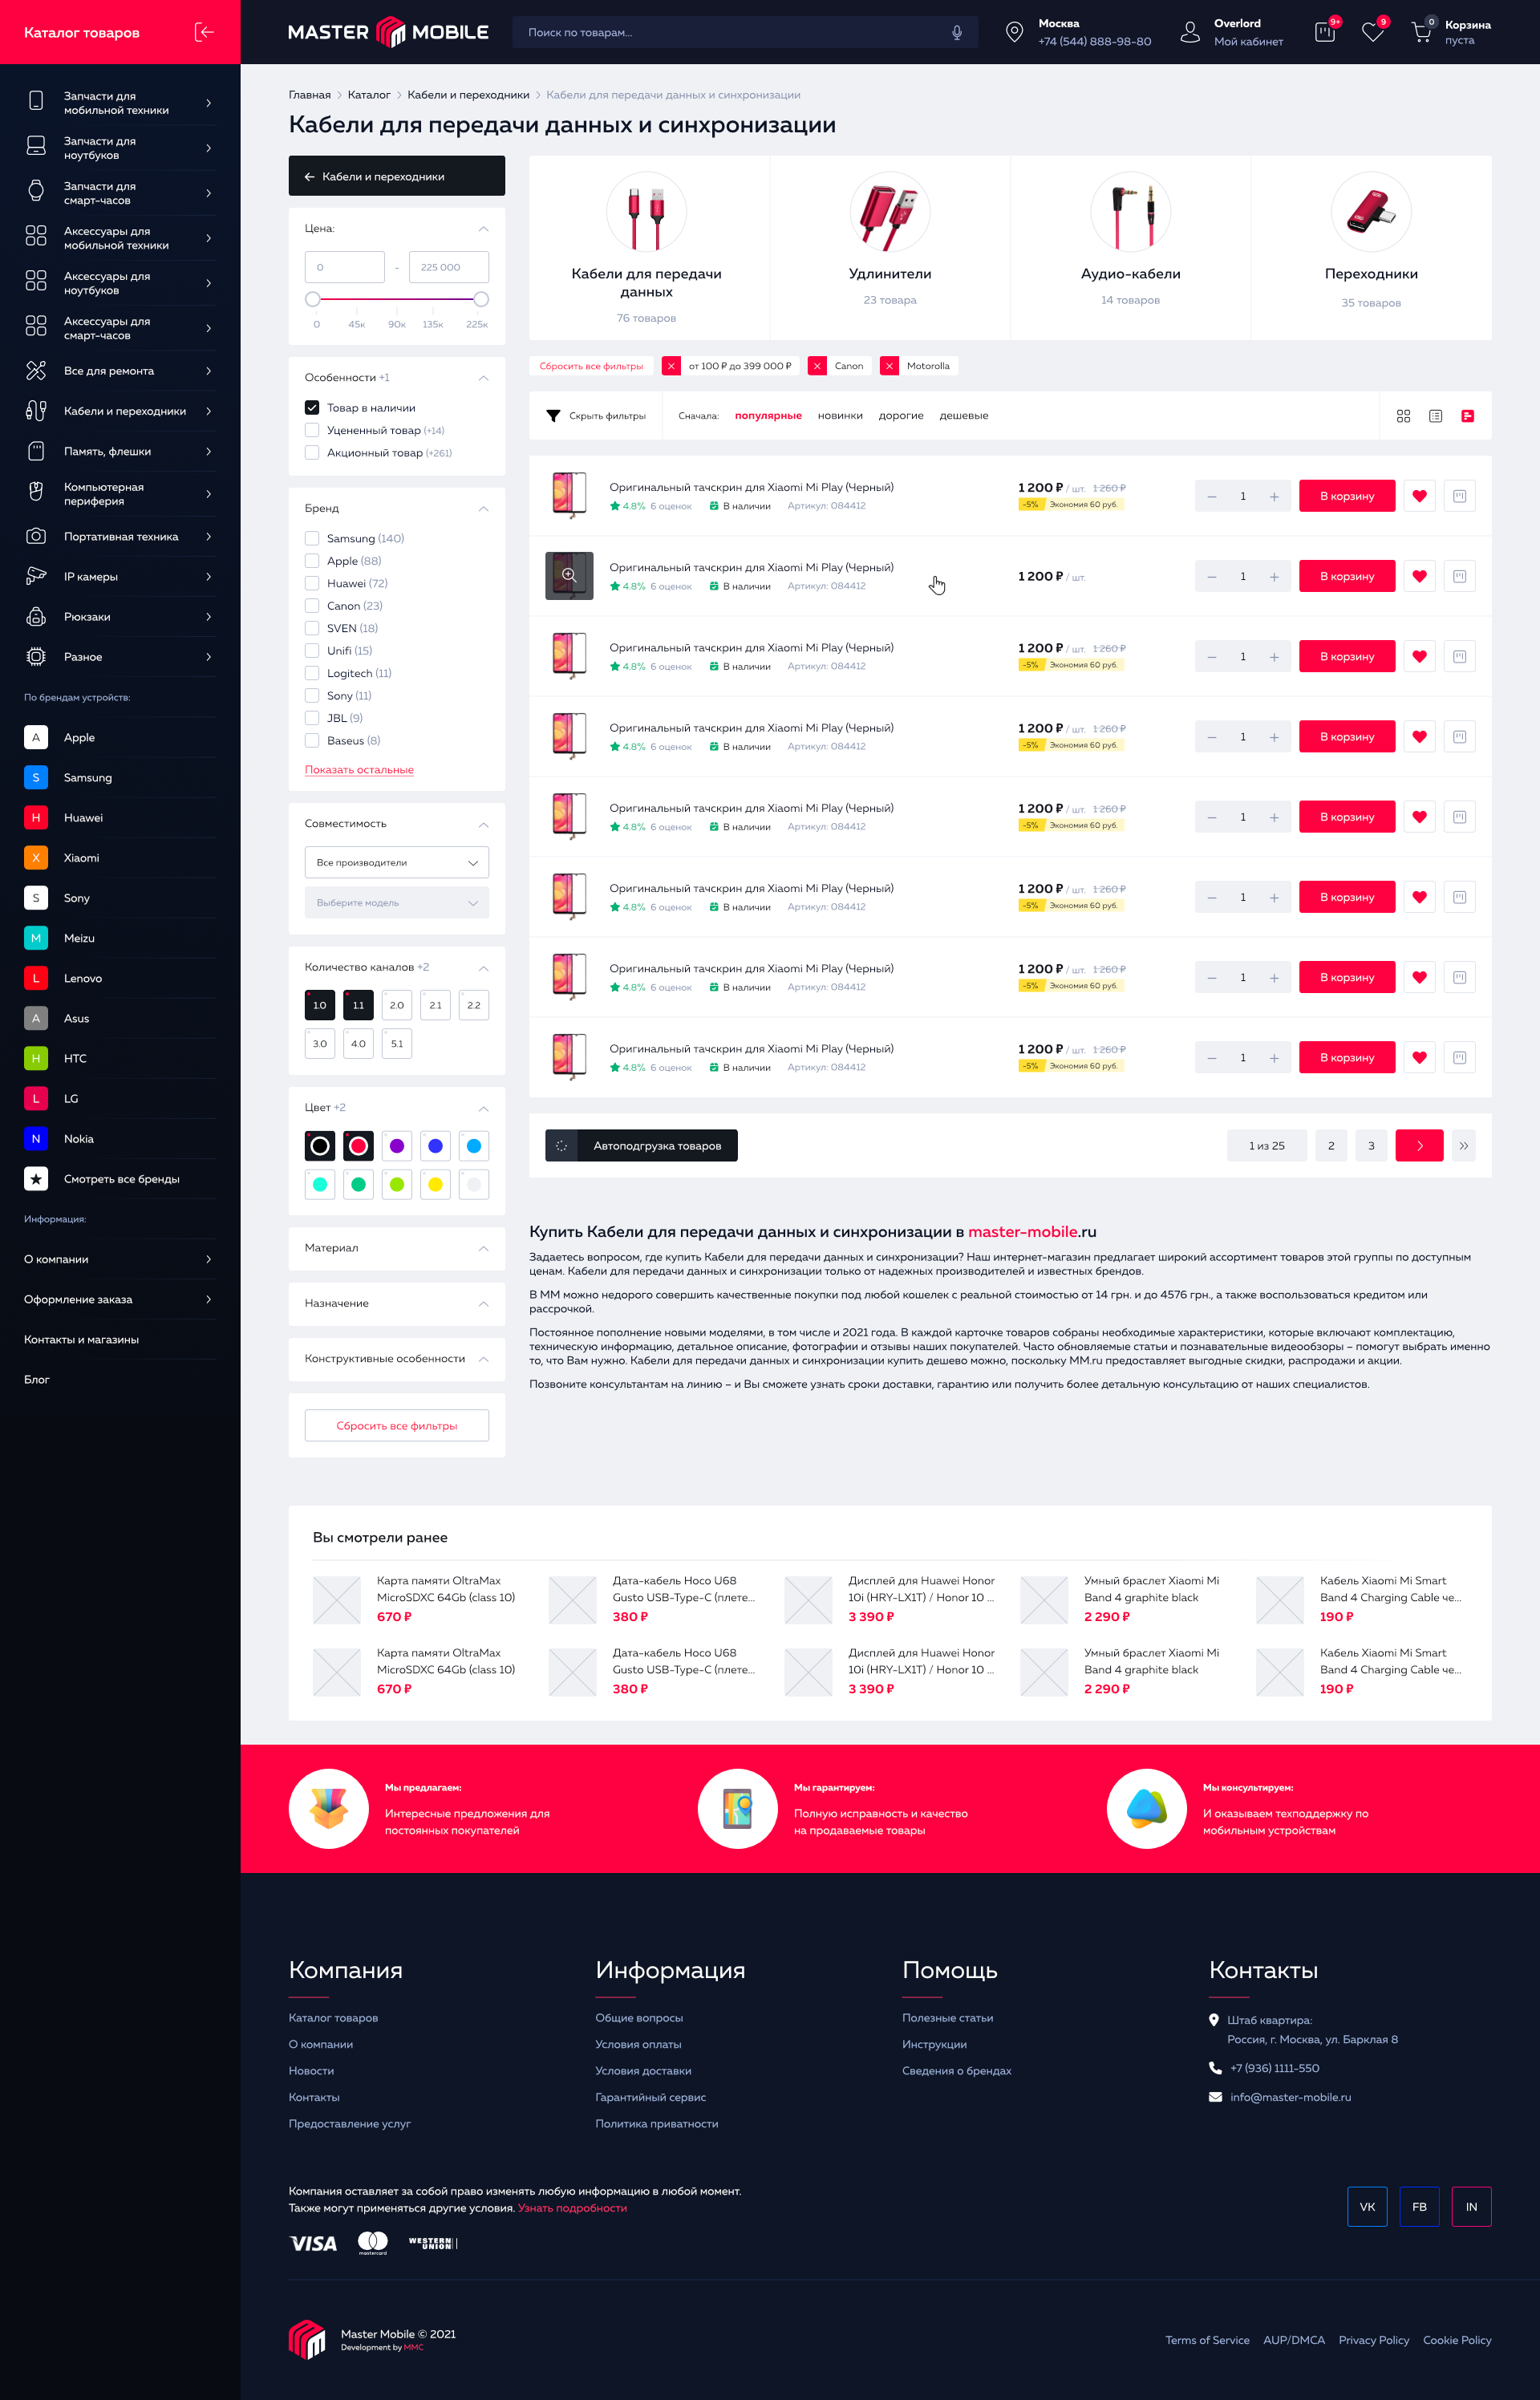 Каталог товаров
MASTER MOBILE
Поиск по товарам...
Москва
+74 (544) 888-98-80
Overlord
Мой кабинет
9+
9
0
Корзина
пуста
Запчасти для
мобильной техники
Запчасти для
ноутбуков
Запчасти для
смарт-часов
Аксессуары для
мобильной техники
Аксессуары для
ноутбуков
Аксессуары для
смарт-часов
Все для ремонта
Кабели и переходники
Память, флешки
Компьютерная
периферия
Портативная техника
IP камеры
Рюкзаки
Разное
По брендам устройств:
A Apple
S Samsung
H Huawei
X Xiaomi
S Sony
M Meizu
L Lenovo
A Asus
H HTC
L LG
N Nokia
Смотреть все бренды
Информация:
О компании
Оформление заказа
Контакты и магазины
Блог
Главная > Каталог > Кабели и переходники > Кабели для передачи данных и синхронизации
Кабели для передачи данных и синхронизации
Кабели и переходники
Цена:
0 - 225 000
0 45к 90к 135к 225к
Особенности +1
Товар в наличии
Уцененный товар (+14)
Акционный товар (+261)
Бренд
Samsung (140)
Apple (88)
Huawei (72)
Canon (23)
SVEN (18)
Unifi (15)
Logitech (11)
Sony (11)
JBL (9)
Baseus (8)
Показать остальные
Совместимость
Все производители
Выберите модель
Количество каналов +2
1.0 1.1 2.0 2.1 2.2
3.0 4.0 5.1
Цвет +2
Материал
Назначение
Конструктивные особенности
Сбросить все фильтры
Кабели для передачи
данных
76 товаров
Удлинители
23 товара
Аудио-кабели
14 товаров
Переходники
35 товаров
Сбросить все фильтры
от 100 ₽ до 399 000 ₽
Canon
Motorolla
Скрыть фильтры
Сначала: популярные новинки дорогие дешевые
Оригинальный тачскрин для Xiaomi Mi Play (Черный)
4.8% 6 оценок В наличии Артикул: 084412
1 200 ₽ / шт. 1 260 ₽
-5% Экономия 60 руб.
1
В корзину
Оригинальный тачскрин для Xiaomi Mi Play (Черный)
4.8% 6 оценок В наличии Артикул: 084412
1 200 ₽ / шт.
1
В корзину
Оригинальный тачскрин для Xiaomi Mi Play (Черный)
4.8% 6 оценок В наличии Артикул: 084412
1 200 ₽ / шт. 1 260 ₽
-5% Экономия 60 руб.
1
В корзину
Оригинальный тачскрин для Xiaomi Mi Play (Черный)
4.8% 6 оценок В наличии Артикул: 084412
1 200 ₽ / шт. 1 260 ₽
-5% Экономия 60 руб.
1
В корзину
Оригинальный тачскрин для Xiaomi Mi Play (Черный)
4.8% 6 оценок В наличии Артикул: 084412
1 200 ₽ / шт. 1 260 ₽
-5% Экономия 60 руб.
1
В корзину
Оригинальный тачскрин для Xiaomi Mi Play (Черный)
4.8% 6 оценок В наличии Артикул: 084412
1 200 ₽ / шт. 1 260 ₽
-5% Экономия 60 руб.
1
В корзину
Оригинальный тачскрин для Xiaomi Mi Play (Черный)
4.8% 6 оценок В наличии Артикул: 084412
1 200 ₽ / шт. 1 260 ₽
-5% Экономия 60 руб.
1
В корзину
Оригинальный тачскрин для Xiaomi Mi Play (Черный)
4.8% 6 оценок В наличии Артикул: 084412
1 200 ₽ / шт. 1 260 ₽
-5% Экономия 60 руб.
1
В корзину
Автоподгрузка товаров
1 из 25 2 3
Купить Кабели для передачи данных и синхронизации в master-mobile.ru
Задаетесь вопросом, где купить Кабели для передачи данных и синхронизации? Наш интернет-магазин предлагает широкий ассортимент товаров этой группы по доступным
ценам. Кабели для передачи данных и синхронизации только от надежных производителей и известных брендов.
В ММ можно недорого совершить качественные покупки под любой кошелек с реальной стоимостью от 14 грн. и до 4576 грн., а также воспользоваться кредитом или
рассрочкой.
Постоянное пополнение новыми моделями, в том числе и 2021 года. В каждой карточке товаров собраны необходимые характеристики, которые включают комплектацию,
техническую информацию, детальное описание, фотографии и отзывы наших покупателей. Часто обновляемые статьи и познавательные видеообзоры – помогут выбрать именно
то, что Вам нужно. Кабели для передачи данных и синхронизации купить дешево можно, поскольку MM.ru предоставляет выгодные скидки, распродажи и акции.
Позвоните консультантам на линию – и Вы сможете узнать сроки доставки, гарантию или получить более детальную консультацию от наших специалистов.
Вы смотрели ранее
Карта памяти OltraMax
MicroSDXC 64Gb (class 10)
670 ₽
Дата-кабель Hoco U68
Gusto USB-Type-C (плете...
380 ₽
Дисплей для Huawei Honor
10i (HRY-LX1T) / Honor 10 ...
3 390 ₽
Умный браслет Xiaomi Mi
Band 4 graphite black
2 290 ₽
Кабель Xiaomi Mi Smart
Band 4 Charging Cable че...
190 ₽
Карта памяти OltraMax
MicroSDXC 64Gb (class 10)
670 ₽
Дата-кабель Hoco U68
Gusto USB-Type-C (плете...
380 ₽
Дисплей для Huawei Honor
10i (HRY-LX1T) / Honor 10 ...
3 390 ₽
Умный браслет Xiaomi Mi
Band 4 graphite black
2 290 ₽
Кабель Xiaomi Mi Smart
Band 4 Charging Cable че...
190 ₽
Мы предлагаем:
Интересные предложения для
постоянных покупателей
Мы гарантируем:
Полную исправность и качество
на продаваемые товары
Мы консультируем:
И оказываем техподдержку по
мобильным устройствам
Компания
Каталог товаров
О компании
Новости
Контакты
Предоставление услуг
Информация
Общие вопросы
Условия оплаты
Условия доставки
Гарантийный сервис
Политика приватности
Помощь
Полезные статьи
Инструкции
Сведения о брендах
Контакты
Штаб квартира:
Россия, г. Москва, ул. Барклая 8
+7 (936) 1111-550
info@master-mobile.ru
Компания оставляет за собой право изменять любую информацию в любой момент.
Также могут применяться другие условия. Узнать подробности
VISA
mastercard
WESTERN
UNION
VK FB IN
Master Mobile © 2021
Development by MMC
Terms of Service AUP/DMCA Privacy Policy Cookie Policy